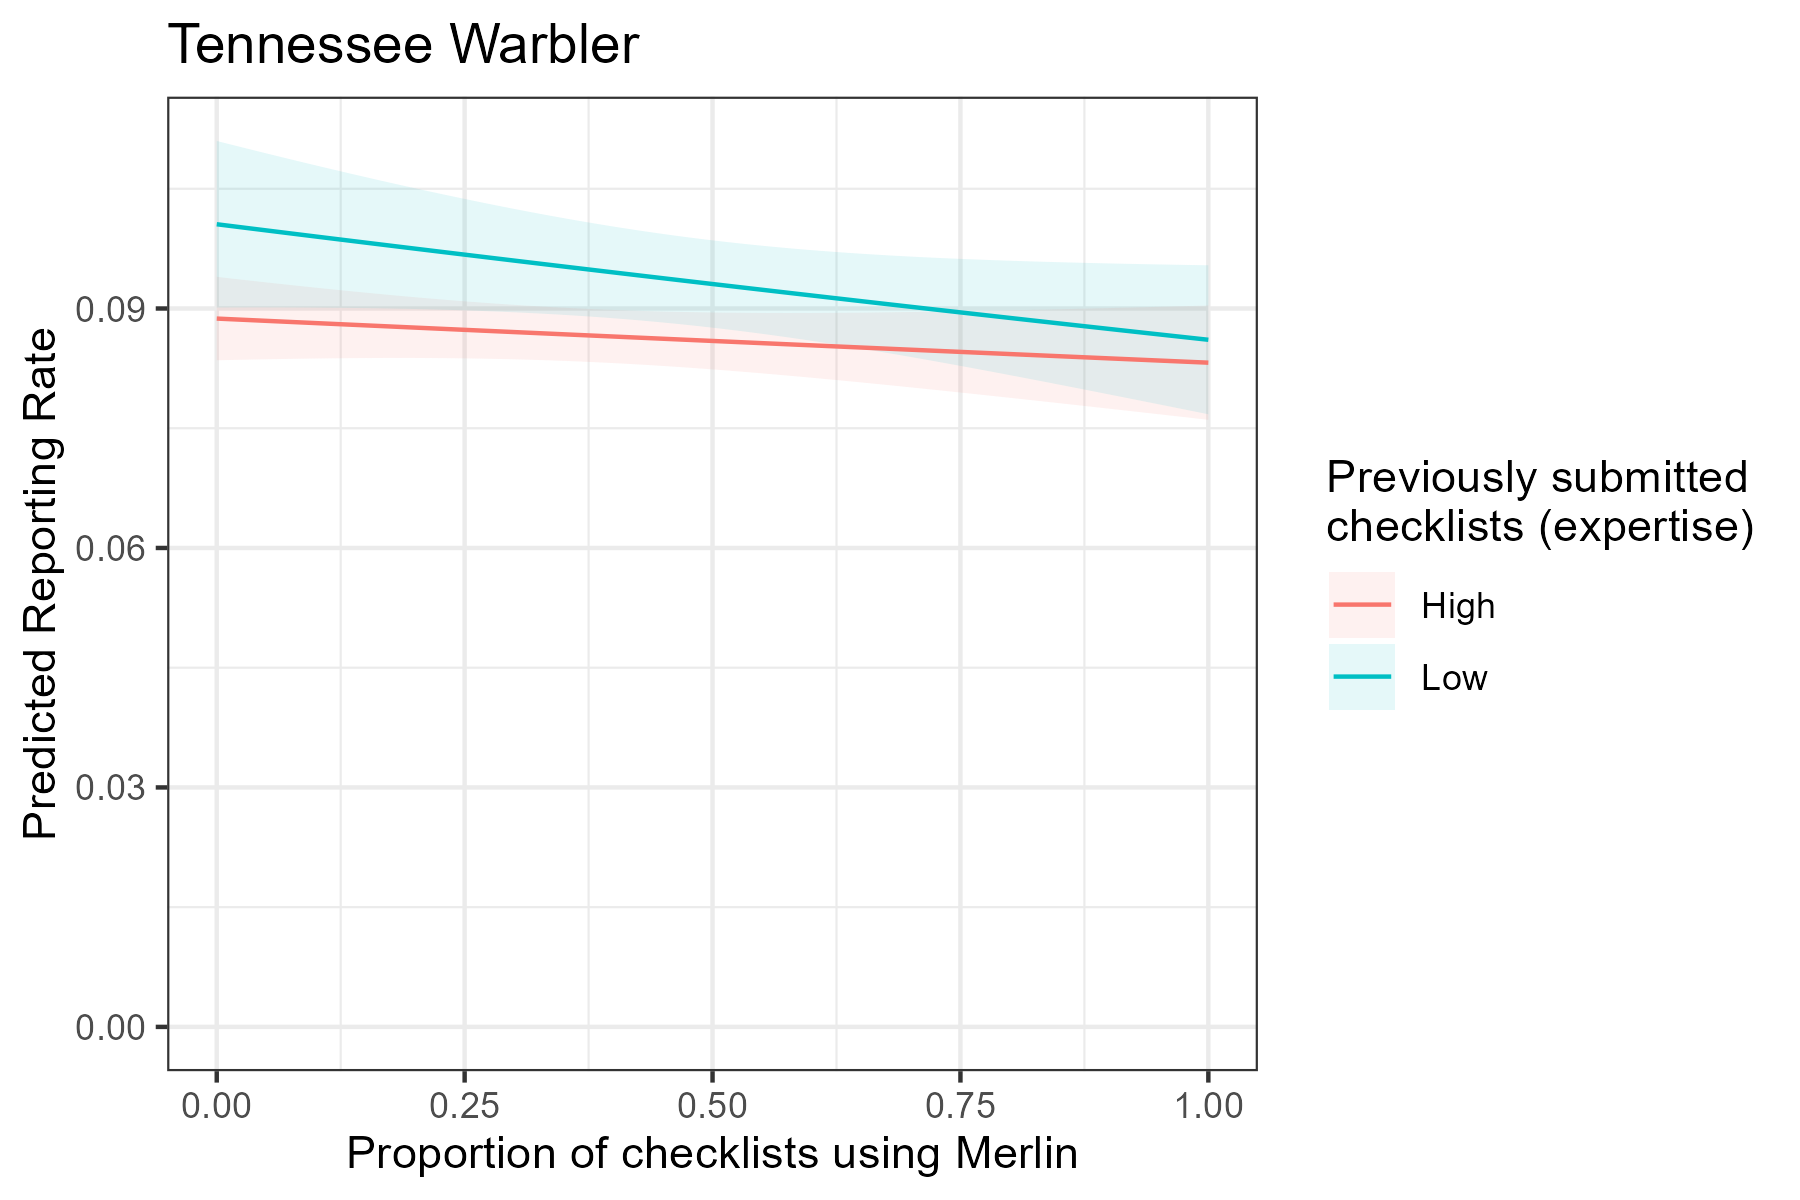 Tennessee Warbler
Predicted Reporting Rate
0.09
0.06
0.03
0.00
0.00 0.25 0.50 0.75 1.00
Proportion of checklists using Merlin
Previously submitted
checklists (expertise)
High
Low